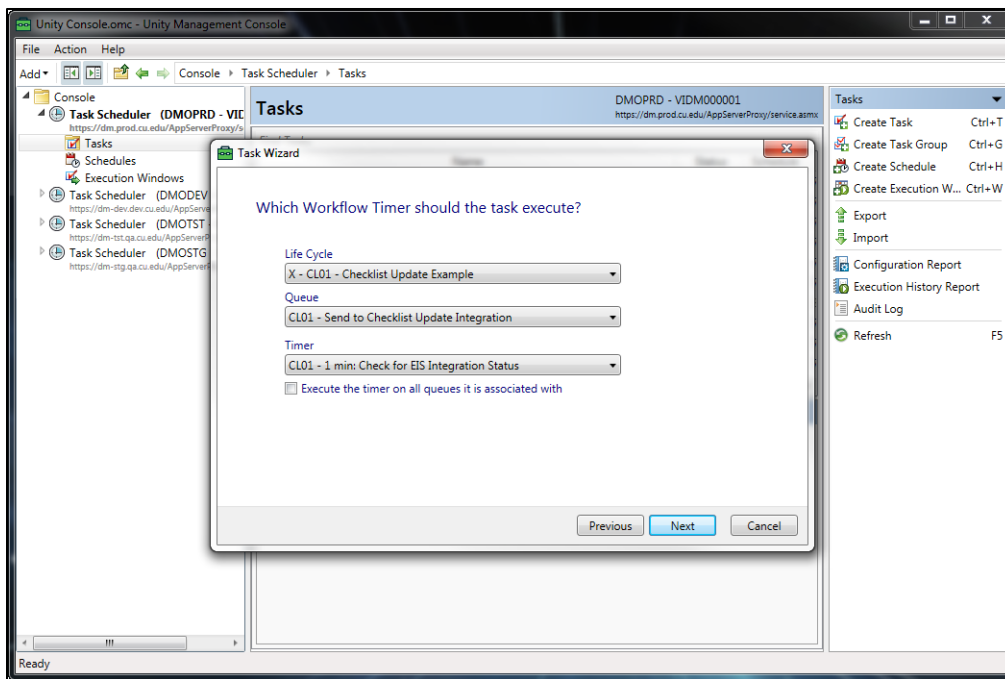 Unity Console.omc - Unity Management Console
File Action Help
Add Console Task Scheduler Tasks
Console
Task Scheduler (DMOPRD - VID
https://dm.prod.cu.edu/AppServerProxy/s
Tasks
Schedules
Execution Windows
Task Scheduler (DMODEV
https://dm-dev.dev.cu.edu/AppServe
Task Scheduler (DMOTST -
https://dm-tst.qa.cu.edu/AppServerP
Task Scheduler (DMOSTG
https://dm-stg.qa.cu.edu/AppServerP
Tasks
DMOPRD - VIDM000001
https://dm.prod.cu.edu/AppServerProxy/service.asmx
Name Status
Task Wizard
Which Workflow Timer should the task execute?
Life Cycle
X - CL01 - Checklist Update Example
Queue
CL01 - Send to Checklist Update Integration
Timer
CL01 - 1 min: Check for EIS Integration Status
Execute the timer on all queues it is associated with
Previous Next Cancel
Tasks
Create Task Ctrl+T
Create Task Group Ctrl+G
Create Schedule Ctrl+H
Create Execution W... Ctrl+W
Export
Import
Configuration Report
Execution History Report
Audit Log
Refresh F5
Ready